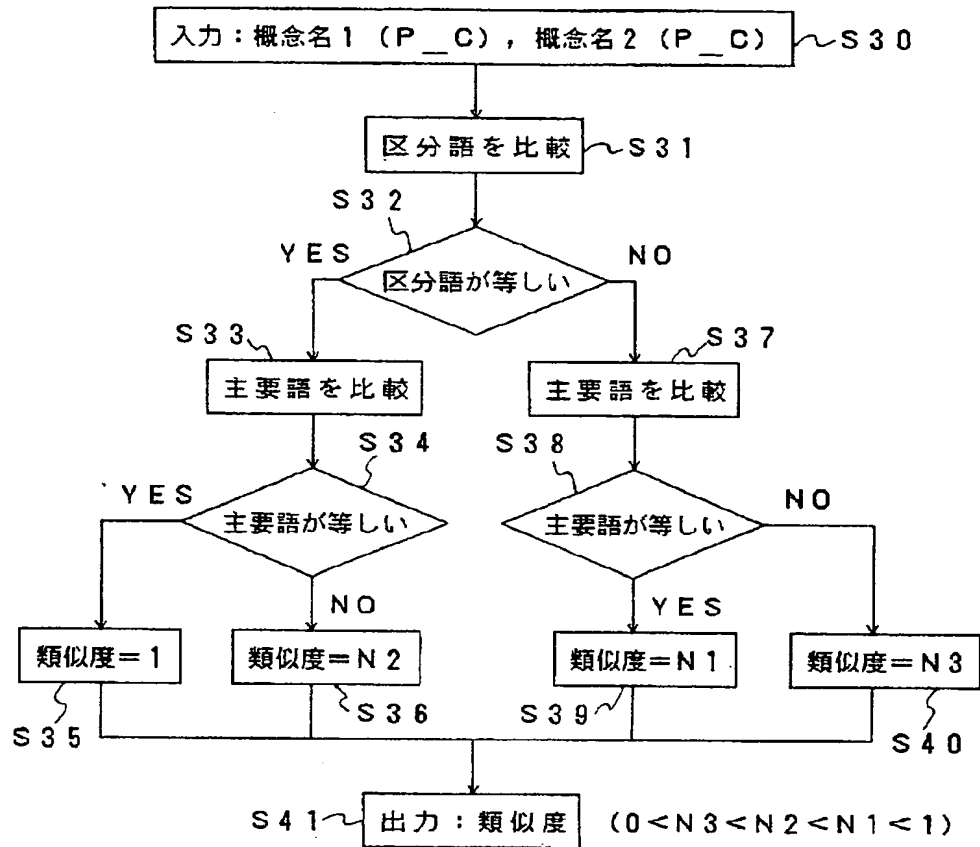 入力：概念名1（P＿C），概念名2（P＿C） S30
区分語を比較 S31
S32
YES
NO
区分語が等しい
S33
S37
主要語を比較
主要語を比較
S34
S38
YES
NO
主要語が等しい
主要語が等しい
NO
YES
類似度＝1
類似度＝N2
類似度＝N1
類似度＝N3
S35
S36
S39
S40
S41 出力：類似度 （0＜N3＜N2＜N1＜1）